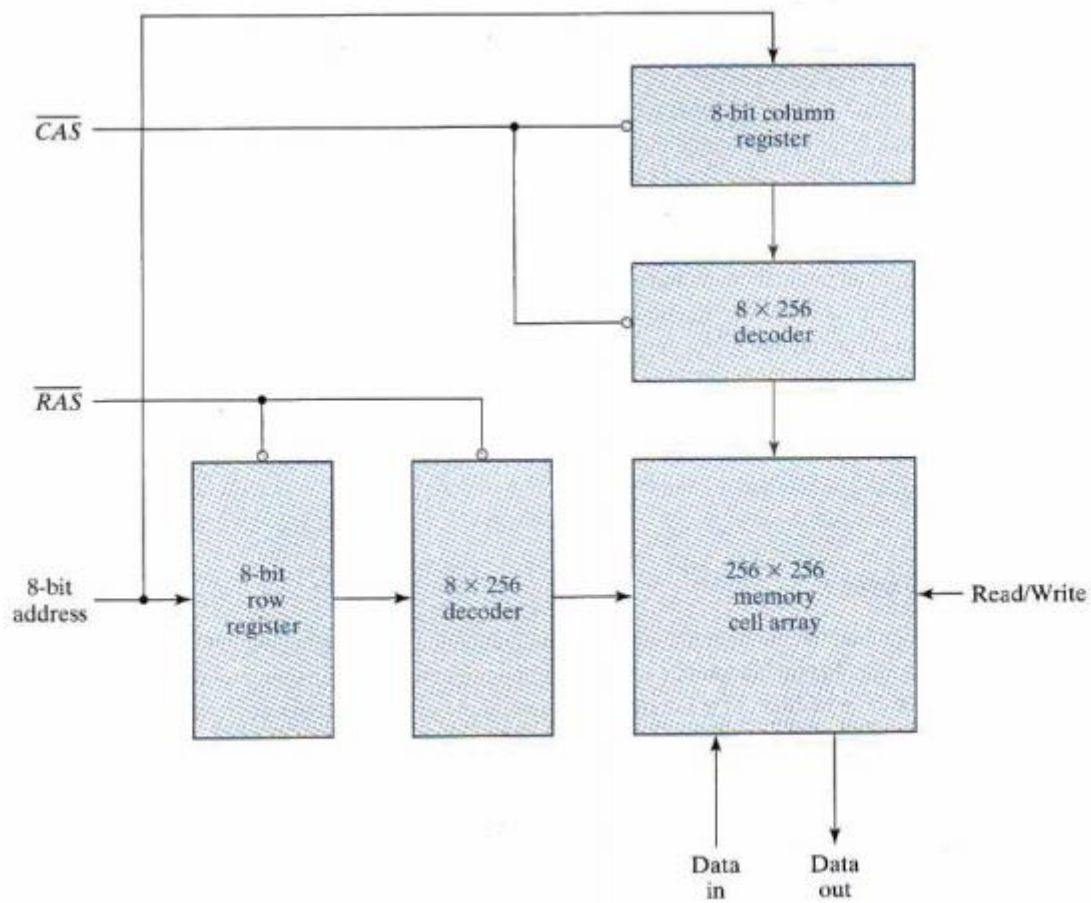 8-bit column
register
CAS
8 × 256
decoder
RAS
8-bit
address
8-bit
row
register
8 × 256
decoder
256 × 256
memory
cell array
Read/Write
Data
in
Data
out